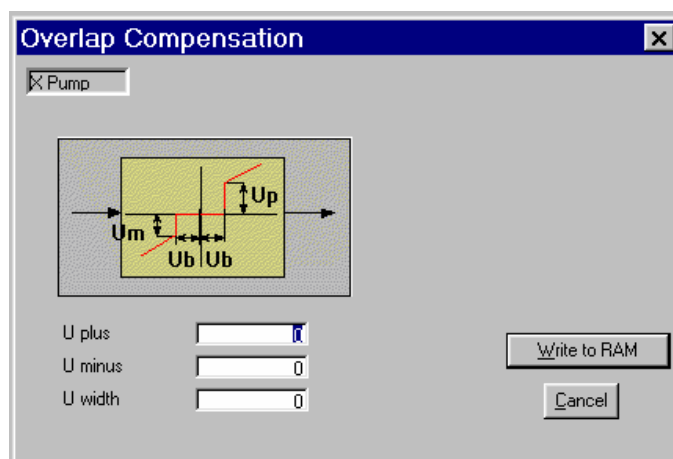 Overlap Compensation
X Pump
Up
Um
Ub Ub
U plus 0
U minus 0
U width 0
Write to RAM
Cancel